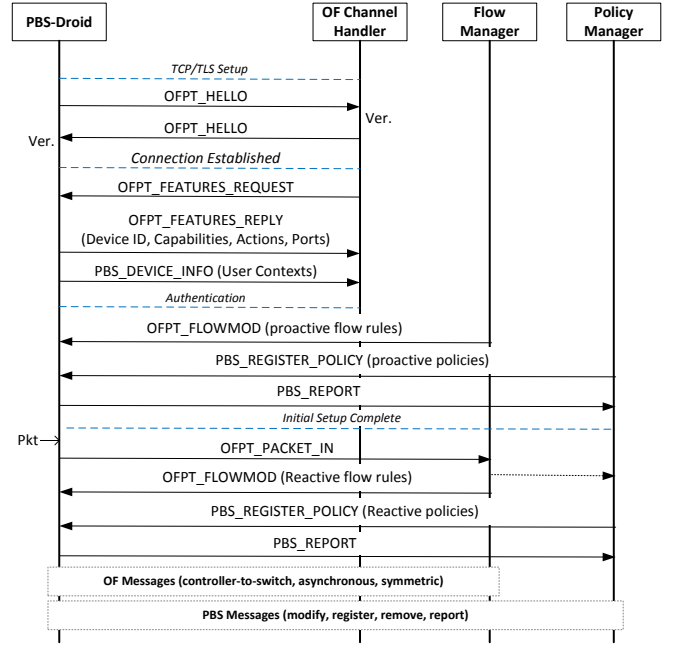 PBS-Droid
OF Channel
Handler
Flow
Manager
Policy
Manager
TCP/TLS Setup
OFPT_HELLO
Ver.
OFPT_HELLO
Ver.
Connection Established
OFPT_FEATURES_REQUEST
OFPT_FEATURES_REPLY
(Device ID, Capabilities, Actions, Ports)
PBS_DEVICE_INFO (User Contexts)
Authentication
OFPT_FLOWMOD (proactive flow rules)
PBS_REGISTER_POLICY (proactive policies)
PBS_REPORT
Initial Setup Complete
Pkt
OFPT_PACKET_IN
OFPT_FLOWMOD (Reactive flow rules)
PBS_REGISTER_POLICY (Reactive policies)
PBS_REPORT
OF Messages (controller-to-switch, asynchronous, symmetric)
PBS Messages (modify, register, remove, report)